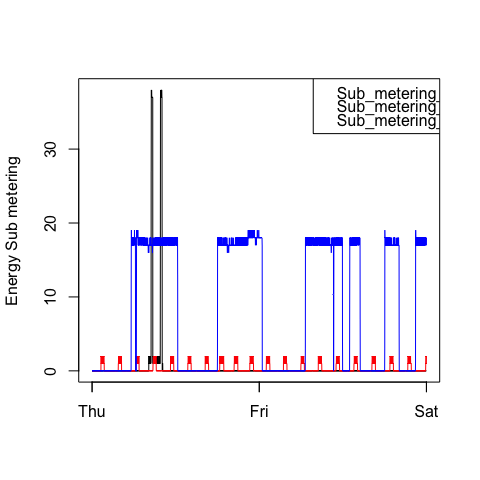 Sub_metering_
Sub_metering_
Sub_metering_
Energy Sub metering
30
20
10
0
Thu
Fri
Sat